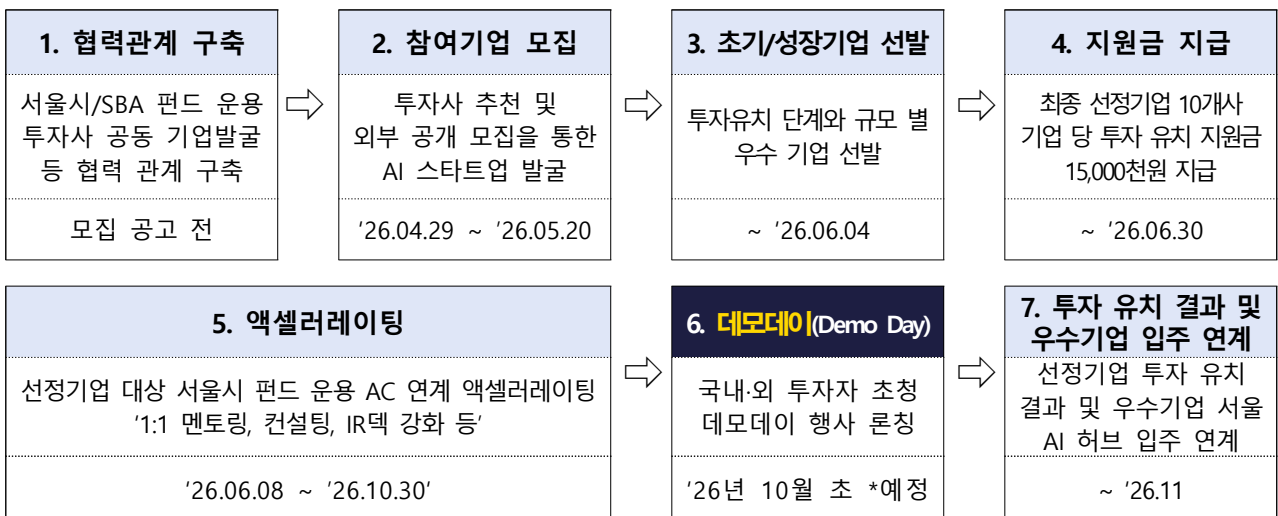 1. 협력관계 구축
서울시/SBA 펀드 운용
투자사 공동 기업발굴
등 협력 관계 구축
모집 공고 전
2. 참여기업 모집
투자사 추천 및
외부 공개 모집을 통한
AI 스타트업 발굴
'26.04.29 ~ '26.05.20
3. 초기/성장기업 선발
투자유치 단계와 규모 별
우수 기업 선발
~ '26.06.04
4. 지원금 지급
최종 선정기업 10개사
기업 당 투자 유치 지원금
15,000천원 지급
~ '26.06.30
5. 액셀러레이팅
선정기업 대상 서울시 펀드 운용 AC 연계 액셀러레이팅
'1:1 멘토링, 컨설팅, IR덱 강화 등'
'26.06.08 ~ '26.10.30'
6. 데모데이(Demo Day)
국내·외 투자자 초청
데모데이 행사 론칭
'26년 10월 초 *예정
7. 투자 유치 결과 및
우수기업 입주 연계
선정기업 투자 유치
결과 및 우수기업 서울
AI 허브 입주 연계
~ '26.11